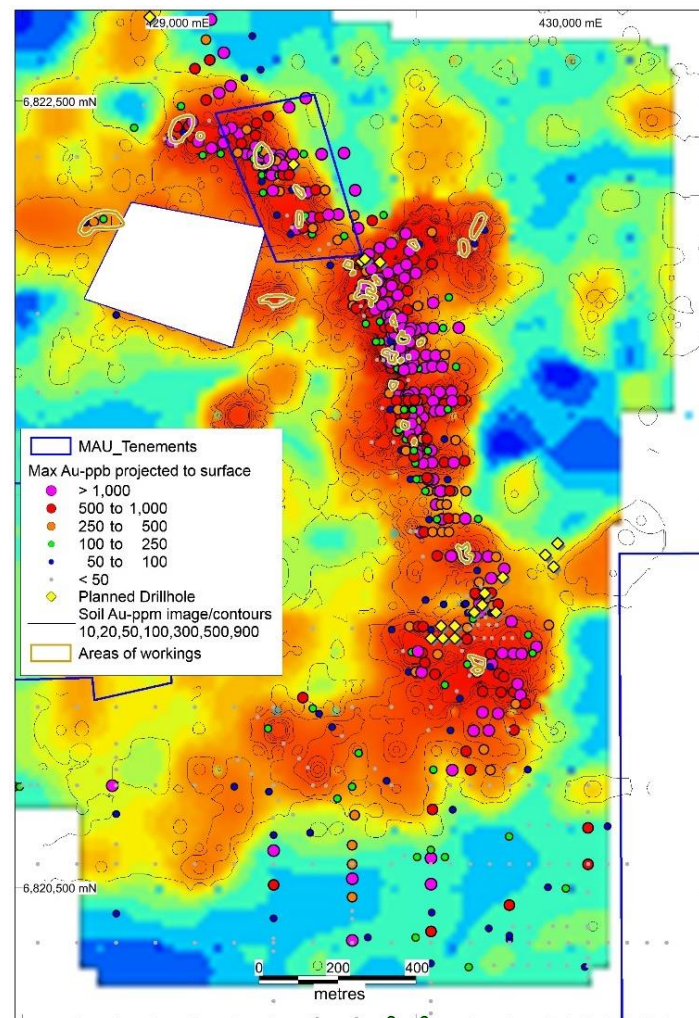 429,000 mE
430,000 mE
6,822,500 mN
MAU_Tenements
Max Au-ppb projected to surface
> 1,000
500 to 1,000
250 to 500
100 to 250
50 to 100
< 50
Planned Drillhole
Soil Au-ppm image/contours
10,20,50,100,300,500,900
Areas of workings
6,820,500 mN
0 200 400
metres